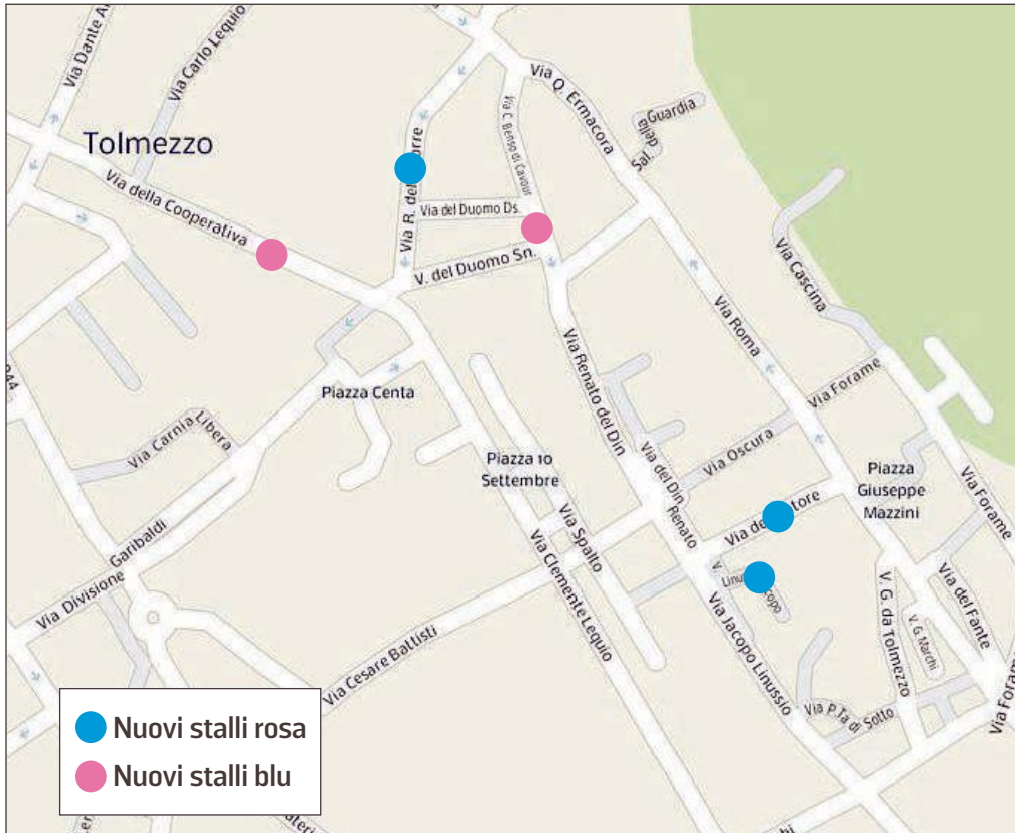 Via Dante
Via Carlo Lequio
Tolmezzo
Via della Cooperativa
Via R. del
Via C. Benso di Cavour
Via Q. Ermacora
Sal. della Guardia
Via del Duomo Ds.
V. del Duomo Sn.
Via Cascina
Via Roma
Via Renato del Din
Via Forame
Via Oscura
Piazza Centa
Via Carnia Libera
Piazza 10
Settembre
Via del Din Renato
Piazza
Giuseppe
Mazzini
Via Forame
Via Spalto
Via Divisione Garibaldi
Via Clemente Lequio
V.
Via Iacopo Linussio
V. G. da Tolmezzo
V. G. Marchi
Via del Fante
Via Cesare Battisti
Via P.Ta di Sotto
Nuovi stalli rosa
Nuovi stalli blu